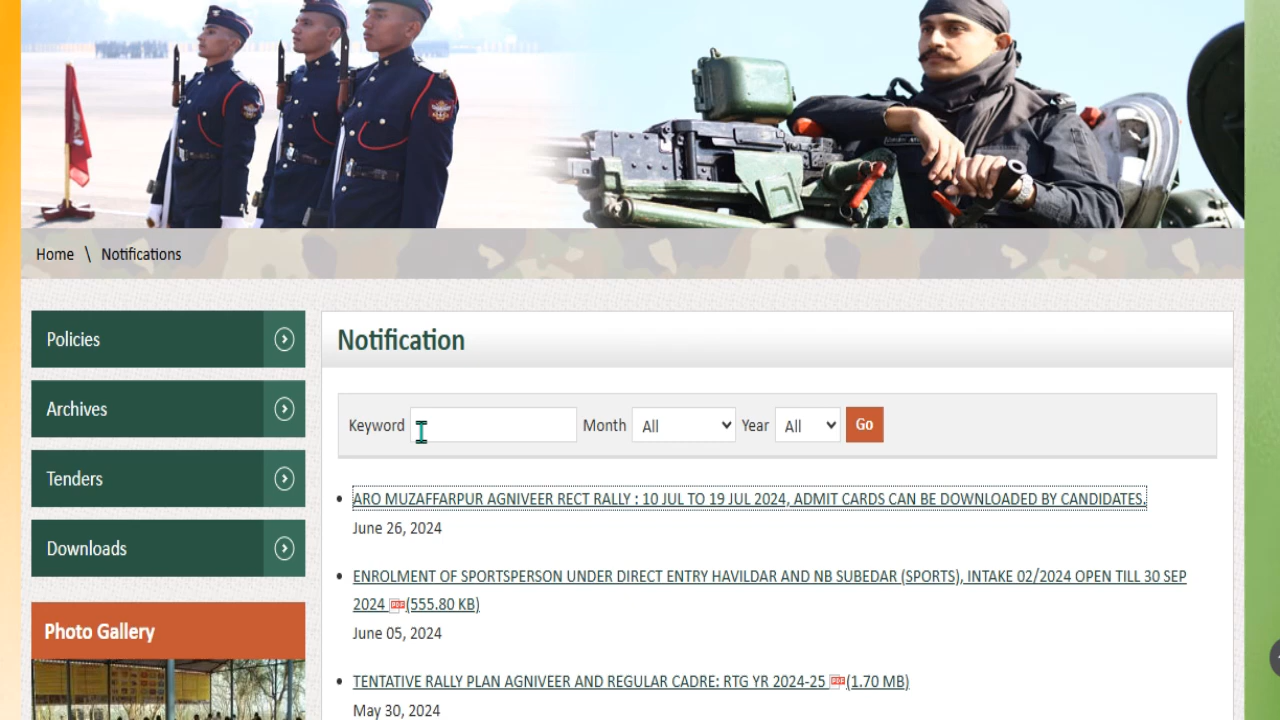 Home \ Notifications
Policies
Archives
Tenders
Downloads
Photo Gallery
Notification
Keyword Month All Year All Go
ARO MUZAFFARPUR AGNIVEER RECT RALLY : 10 JUL TO 19 JUL 2024, ADMIT CARDS CAN BE DOWNLOADED BY CANDIDATES.
June 26, 2024
ENROLMENT OF SPORTSPERSON UNDER DIRECT ENTRY HAVILDAR AND NB SUBEDAR (SPORTS), INTAKE 02/2024 OPEN TILL 30 SEP
2024 (555.80 KB)
June 05, 2024
TENTATIVE RALLY PLAN AGNIVEER AND REGULAR CADRE: RTG YR 2024-25 (1.70 MB)
May 30, 2024